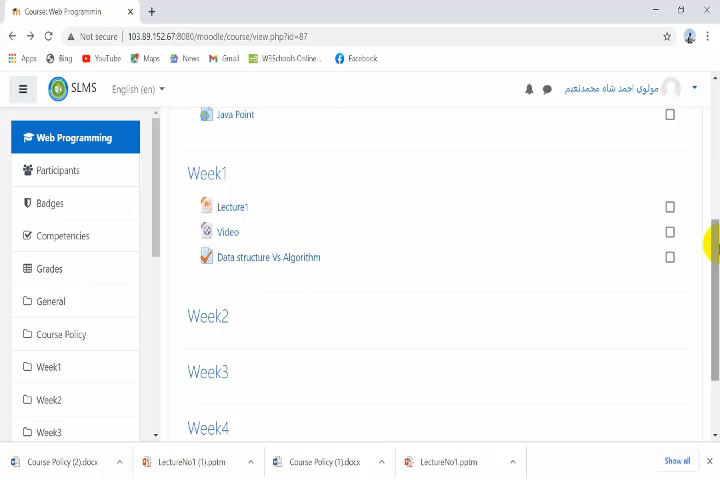 Course: Web Programmin
Not secure | 103.89.152.67:8080/moodle/course/view.php?id=87
Apps Bing YouTube Maps News Gmail W3Schools Online... Facebook
SLMS English (en) مولوی احمد شاه محمدنعیم
Web Programming
Participants
Badges
Competencies
Grades
General
Course Policy
Week1
Week2
Week3
Java Point
Week1
Lecture1
Video
Data structure Vs Algorithm
Week2
Week3
Week4
Course Policy (2).docx LectureNo1 (1).pptm Course Policy (1).docx LectureNo1.pptm Show all